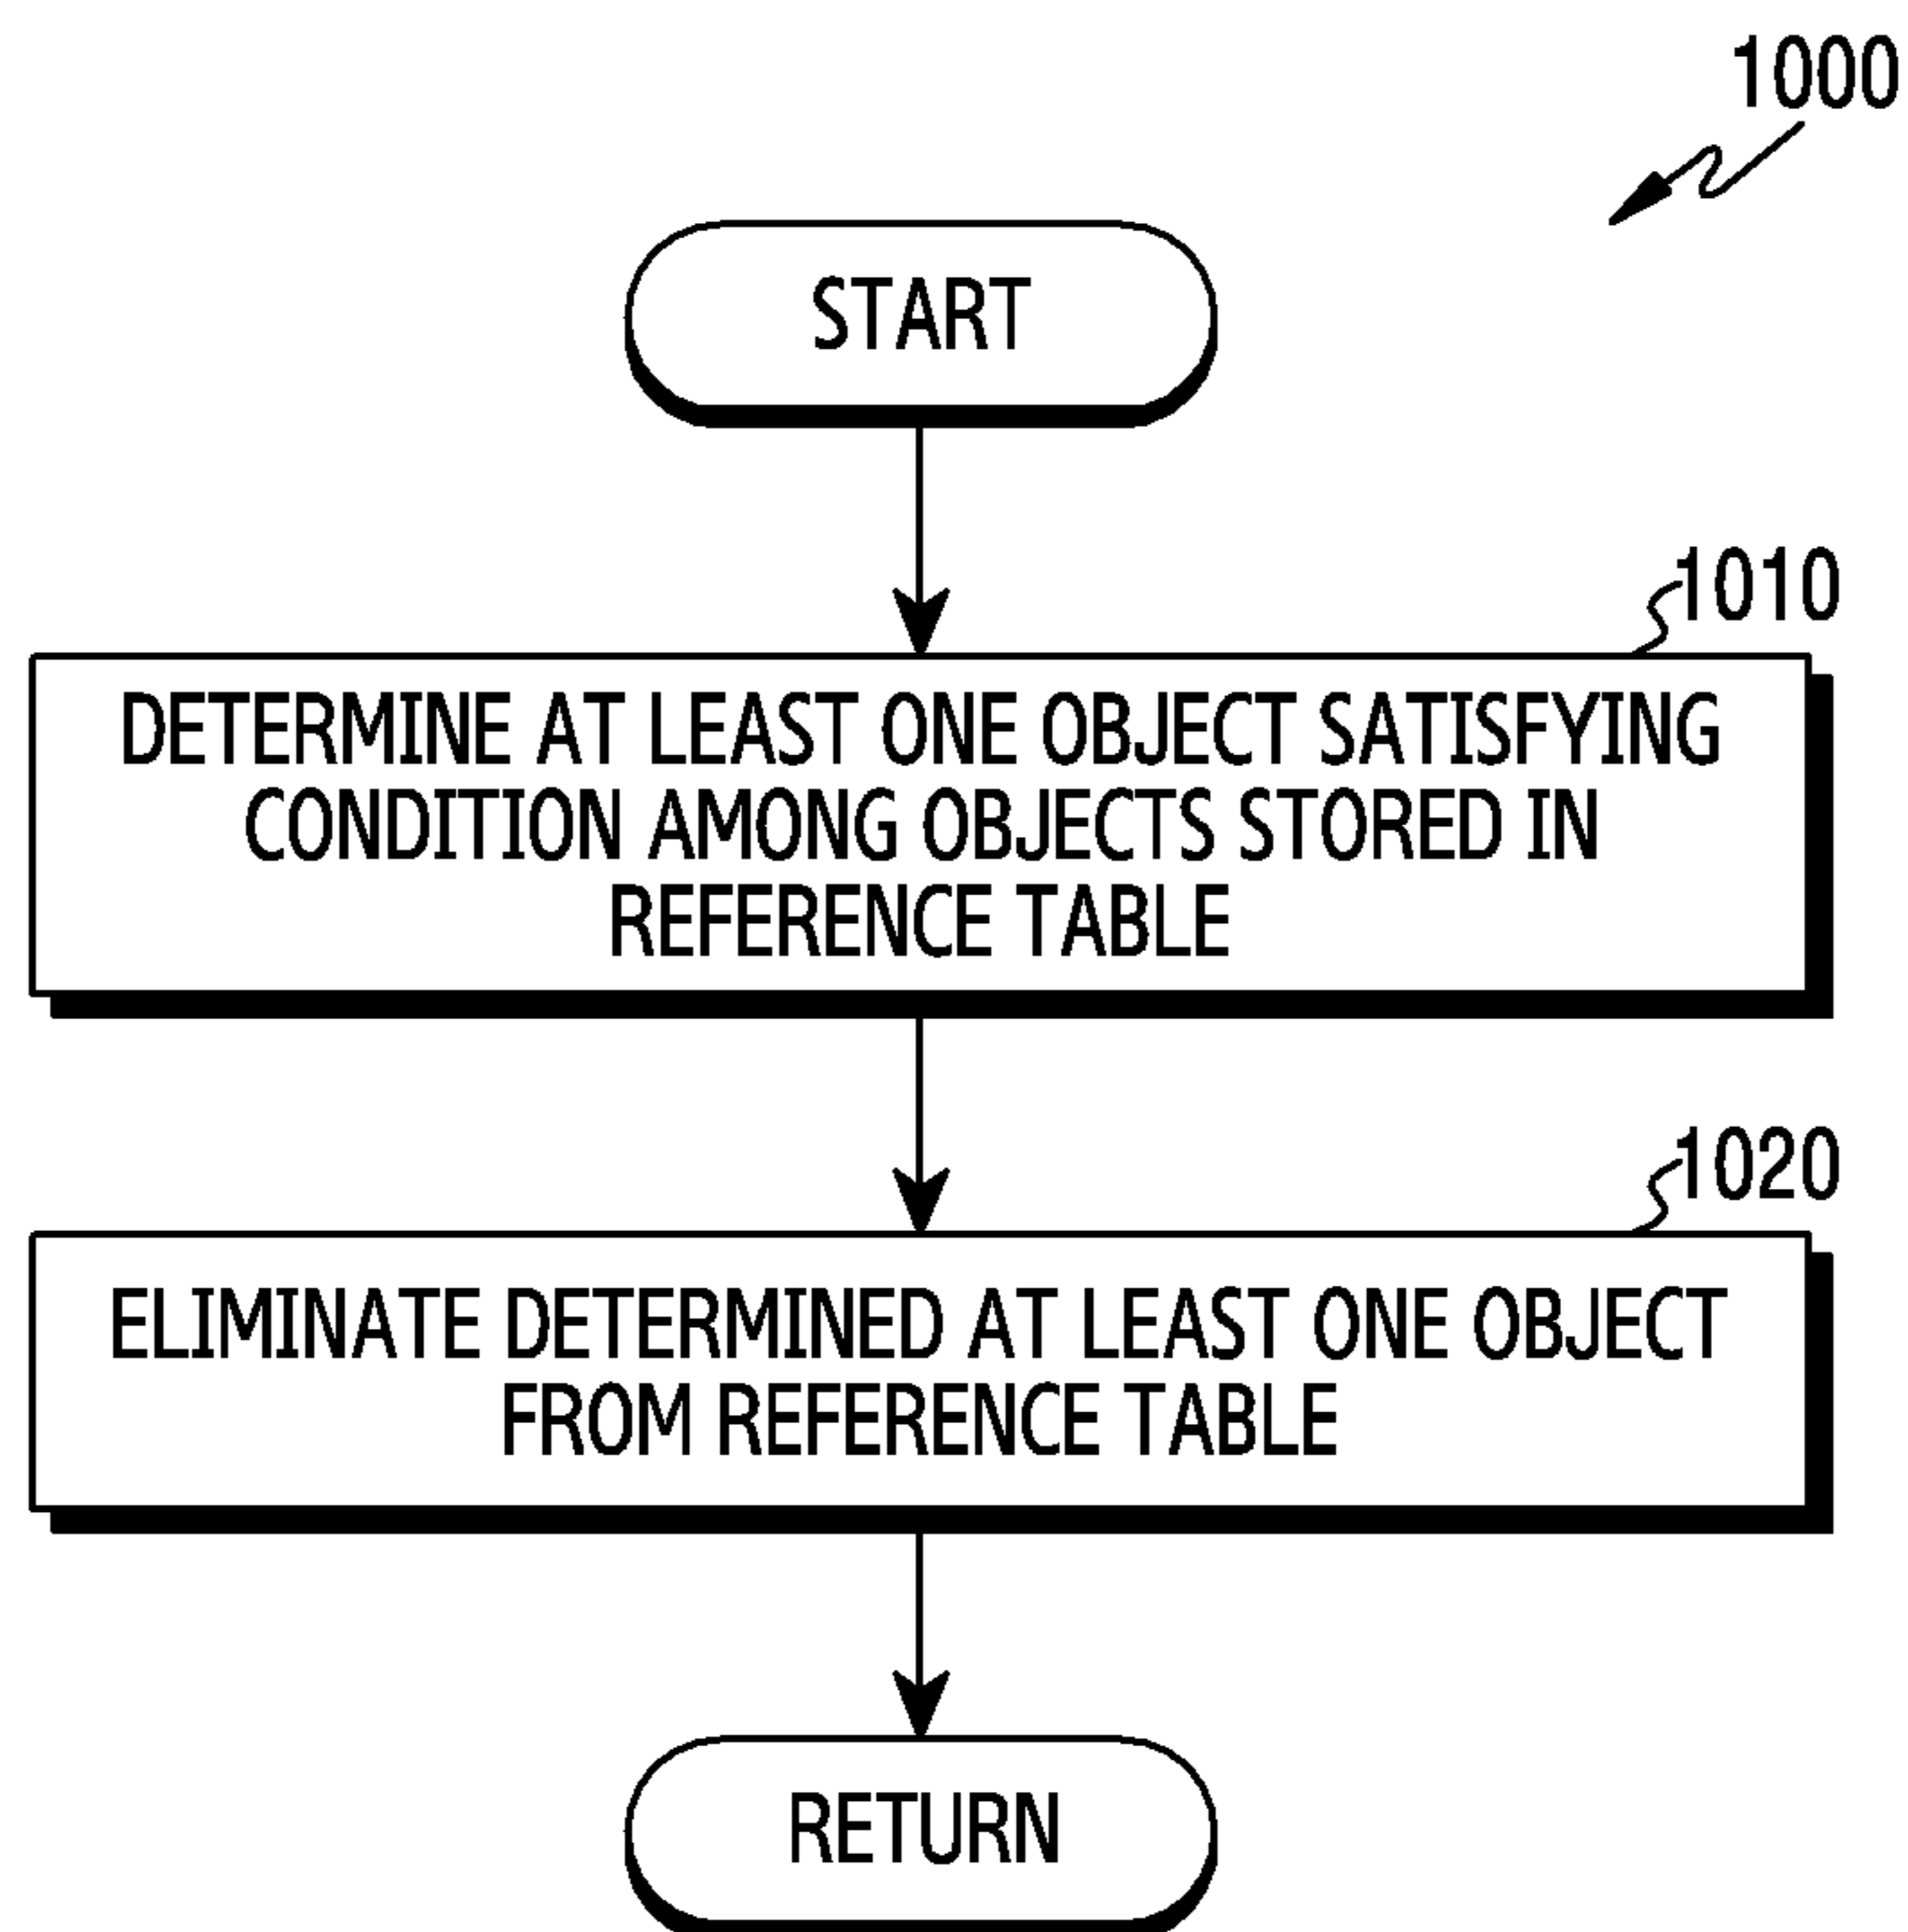 1000
START
1010
DETERMINE AT LEAST ONE OBJECT SATISFYING
CONDITION AMONG OBJECTS STORED IN
REFERENCE TABLE
1020
ELIMINATE DETERMINED AT LEAST ONE OBJECT
FROM REFERENCE TABLE
RETURN